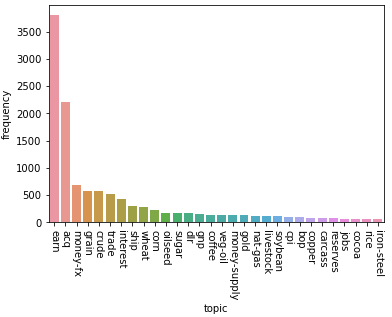 3500
3000
2500
2000
1500
1000
500
0
frequency
earn
acq
money-fx
grain
crude
trade
interest
ship
wheat
corn
oilseed
sugar
dlr
gnp
coffee
veg-oil
money-supply
gold
nat-gas
livestock
soybean
cpi
bop
copper
carcass
reserves
jobs
cocoa
rice
iron-steel
topic